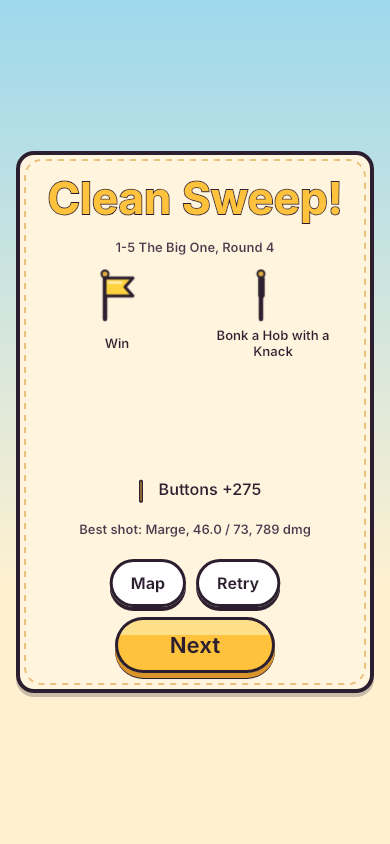 Clean Sweep!
1-5 The Big One, Round 4
Win
Bonk a Hob with a
Knack
Buttons +275
Best shot: Marge, 46.0 / 73, 789 dmg
Map
Retry
Next